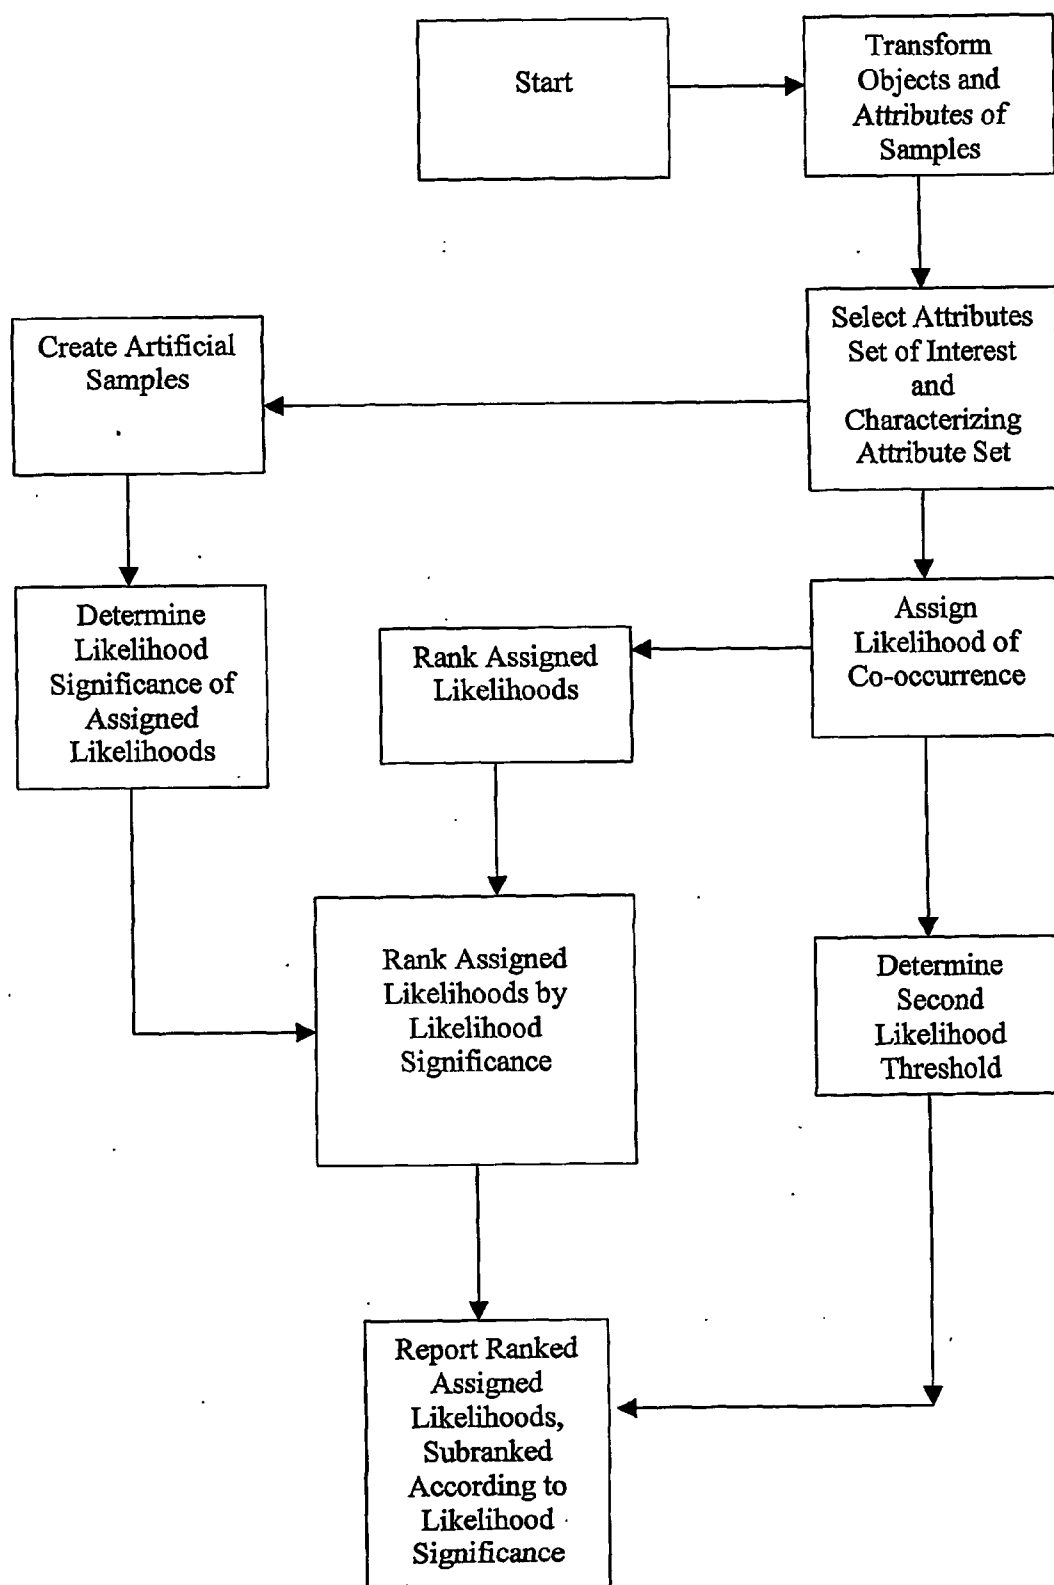 Start
Transform
Objects and
Attributes of
Samples
Select Attributes
Set of Interest
and
Characterizing
Attribute Set
Create Artificial
Samples
Assign
Likelihood of
Co-occurrence
Determine
Likelihood
Significance of
Assigned
Likelihoods
Rank Assigned
Likelihoods
Rank Assigned
Likelihoods by
Likelihood
Significance
Determine
Second
Likelihood
Threshold
Report Ranked
Assigned
Likelihoods,
Subranked
According to
Likelihood
Significance